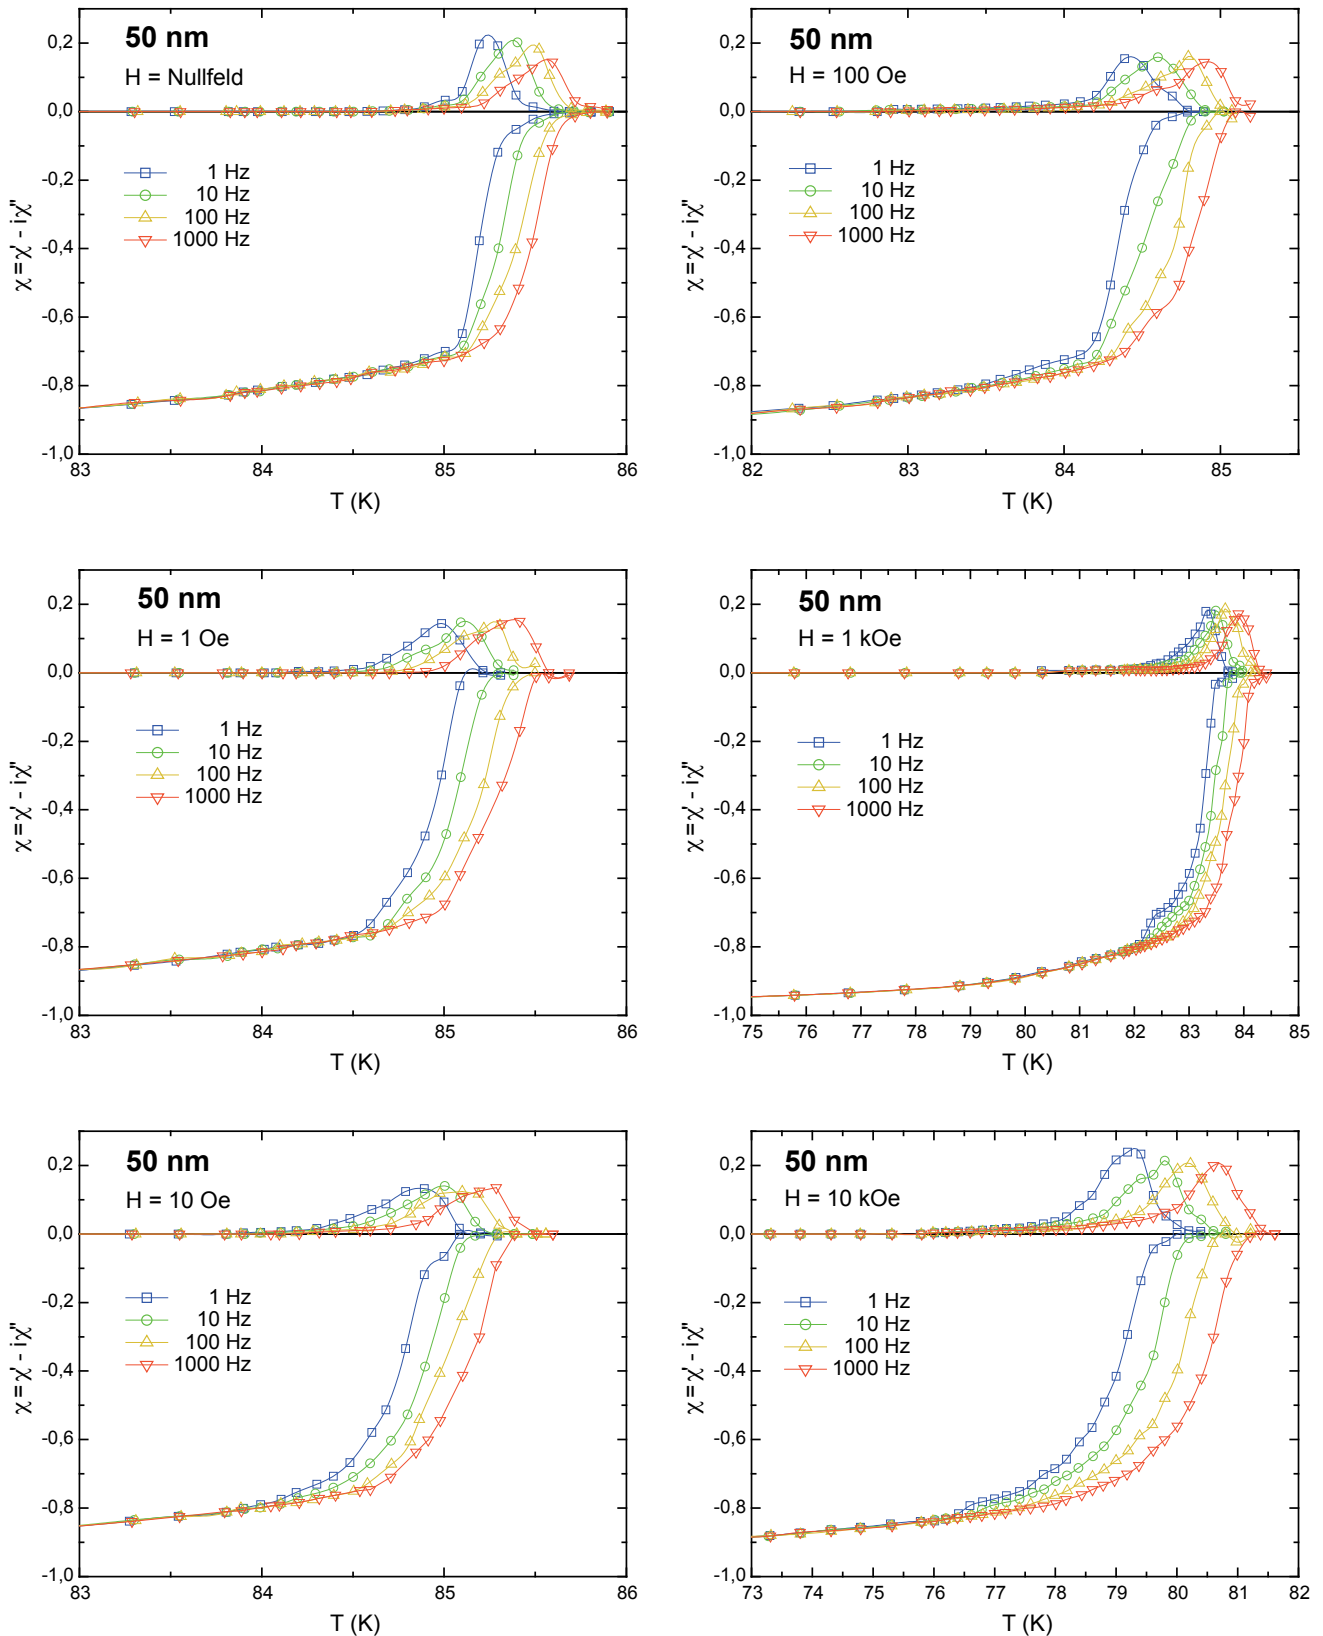 50 nm
H = Nullfeld
0,2
0,0
-0,2
-0,4
-0,6
-0,8
-1,0
1 Hz
10 Hz
100 Hz
1000 Hz
χ = χ' - iχ''
83 84 85 86
T (K)
50 nm
H = 100 Oe
0,2
0,0
-0,2
-0,4
-0,6
-0,8
-1,0
1 Hz
10 Hz
100 Hz
1000 Hz
χ = χ' - iχ''
82 83 84 85
T (K)
50 nm
H = 1 Oe
0,2
0,0
-0,2
-0,4
-0,6
-0,8
-1,0
1 Hz
10 Hz
100 Hz
1000 Hz
χ = χ' - iχ''
83 84 85 86
T (K)
50 nm
H = 1 kOe
0,2
0,0
-0,2
-0,4
-0,6
-0,8
-1,0
1 Hz
10 Hz
100 Hz
1000 Hz
χ = χ' - iχ''
75 76 77 78 79 80 81 82 83 84 85
T (K)
50 nm
H = 10 Oe
0,2
0,0
-0,2
-0,4
-0,6
-0,8
-1,0
1 Hz
10 Hz
100 Hz
1000 Hz
χ = χ' - iχ''
83 84 85 86
T (K)
50 nm
H = 10 kOe
0,2
0,0
-0,2
-0,4
-0,6
-0,8
-1,0
1 Hz
10 Hz
100 Hz
1000 Hz
χ = χ' - iχ''
73 74 75 76 77 78 79 80 81 82
T (K)